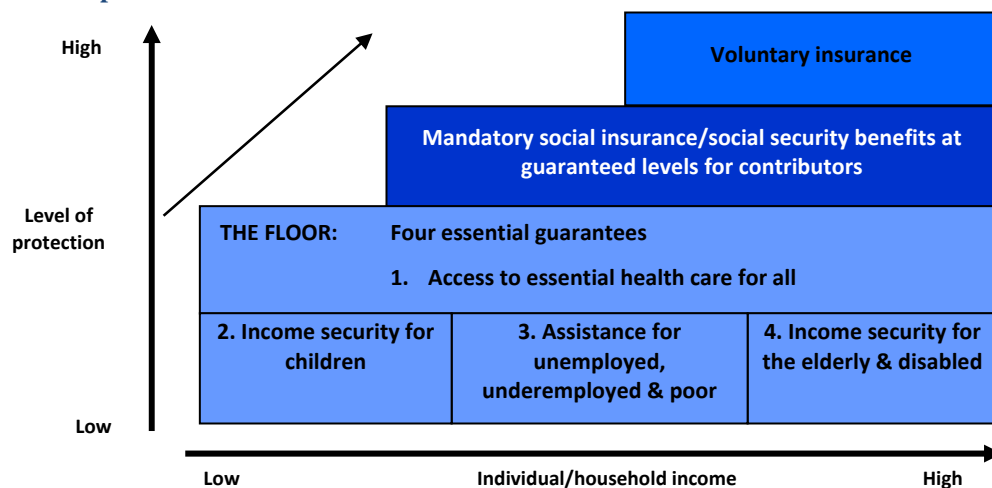 High
Voluntary insurance
Mandatory social insurance/social security benefits at
guaranteed levels for contributors
Level of
protection
THE FLOOR: Four essential guarantees
1. Access to essential health care for all
2. Income security for
children
3. Assistance for
unemployed,
underemployed & poor
4. Income security for
the elderly & disabled
Low
Low Individual/household income High